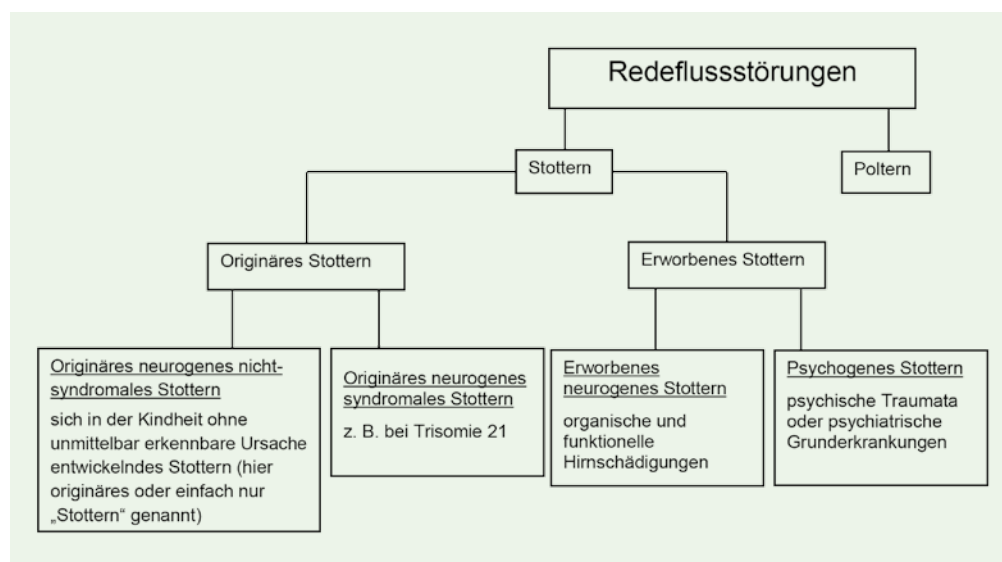 Redeflussstörungen
Stottern
Poltern
Originäres Stottern
Erworbenes Stottern
Originäres neurogenes nicht-
syndromales Stottern
sich in der Kindheit ohne
unmittelbar erkennbare Ursache
entwickelndes Stottern (hier
originäres oder einfach nur
„Stottern“ genannt)
Originäres neurogenes
syndromales Stottern
z. B. bei Trisomie 21
Erworbenes
neurogenes Stottern
organische und
funktionelle
Hirnschädigungen
Psychogenes Stottern
psychische Traumata
oder psychiatrische
Grunderkrankungen